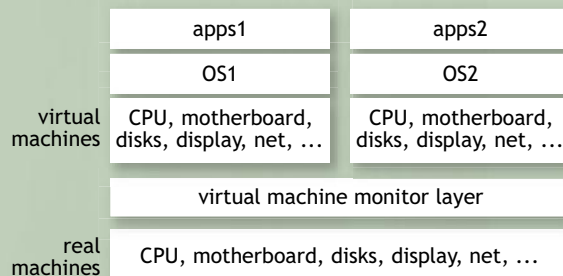 apps1
apps2
OS1
OS2
virtual
machines
CPU, motherboard,
disks, display, net, ...
CPU, motherboard,
disks, display, net, ...
virtual machine monitor layer
real
machines
CPU, motherboard, disks, display, net, ...